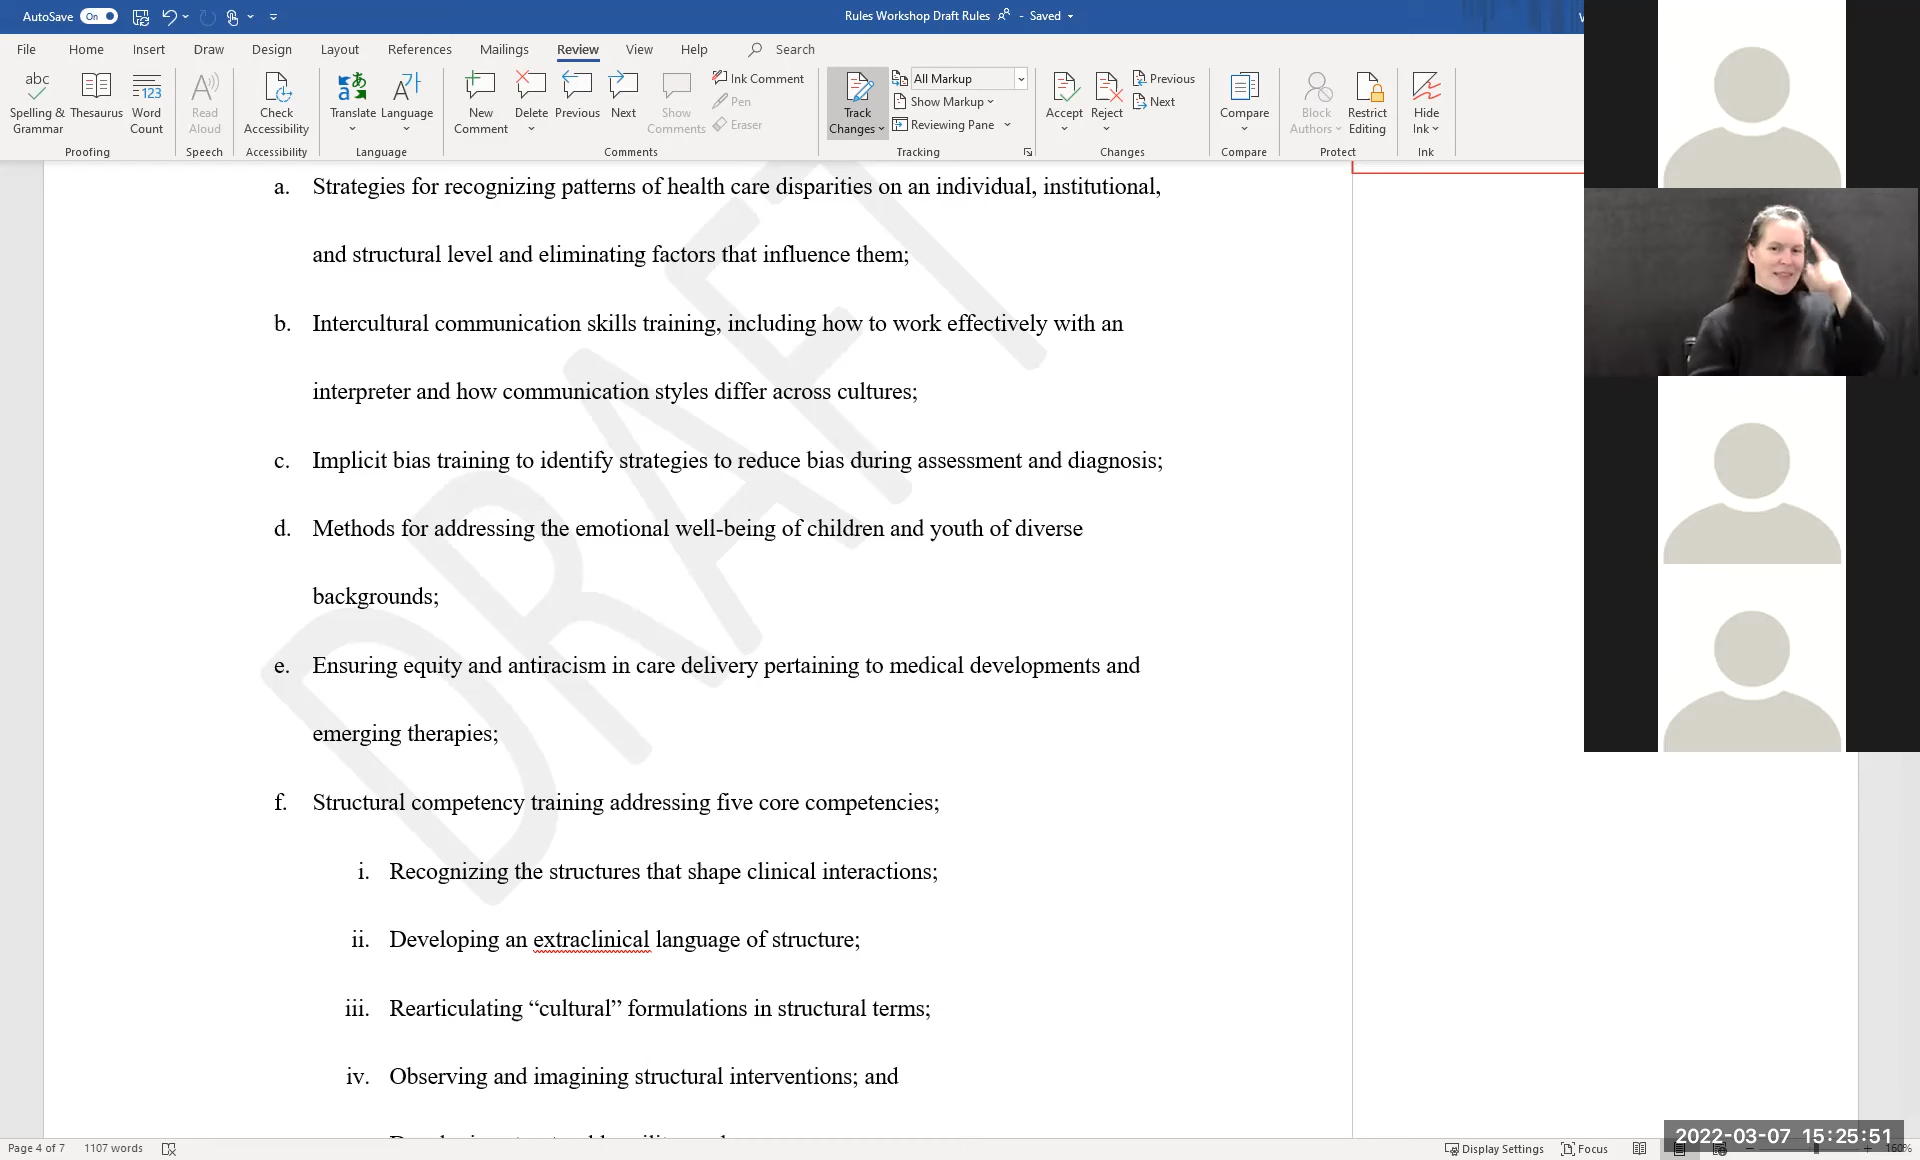 AutoSave On Rules Workshop Draft Rules - Saved
File Home Insert Draw Design Layout References Mailings Review View Help Search
abc Spelling & Grammar
Thesaurus
123 Word Count
Proofing
Read Aloud
Speech
Check Accessibility
Accessibility
Translate
Language
Language
New Comment
Delete
Previous
Next
Show Comments
Ink Comment
Pen
Eraser
Comments
Track Changes
All Markup
Show Markup
Reviewing Pane
Tracking
Accept
Reject
Previous
Next
Changes
Compare
Compare
Block Authors
Restrict Editing
Protect
Hide Ink
Ink
DRAFT
a. Strategies for recognizing patterns of health care disparities on an individual, institutional,
and structural level and eliminating factors that influence them;
b. Intercultural communication skills training, including how to work effectively with an
interpreter and how communication styles differ across cultures;
c. Implicit bias training to identify strategies to reduce bias during assessment and diagnosis;
d. Methods for addressing the emotional well-being of children and youth of diverse
backgrounds;
e. Ensuring equity and antiracism in care delivery pertaining to medical developments and
emerging therapies;
f. Structural competency training addressing five core competencies;
i. Recognizing the structures that shape clinical interactions;
ii. Developing an extraclinical language of structure;
iii. Rearticulating “cultural” formulations in structural terms;
iv. Observing and imagining structural interventions; and
Page 4 of 7 1107 words Display Settings Focus 160%
2022-03-07 15:25:51